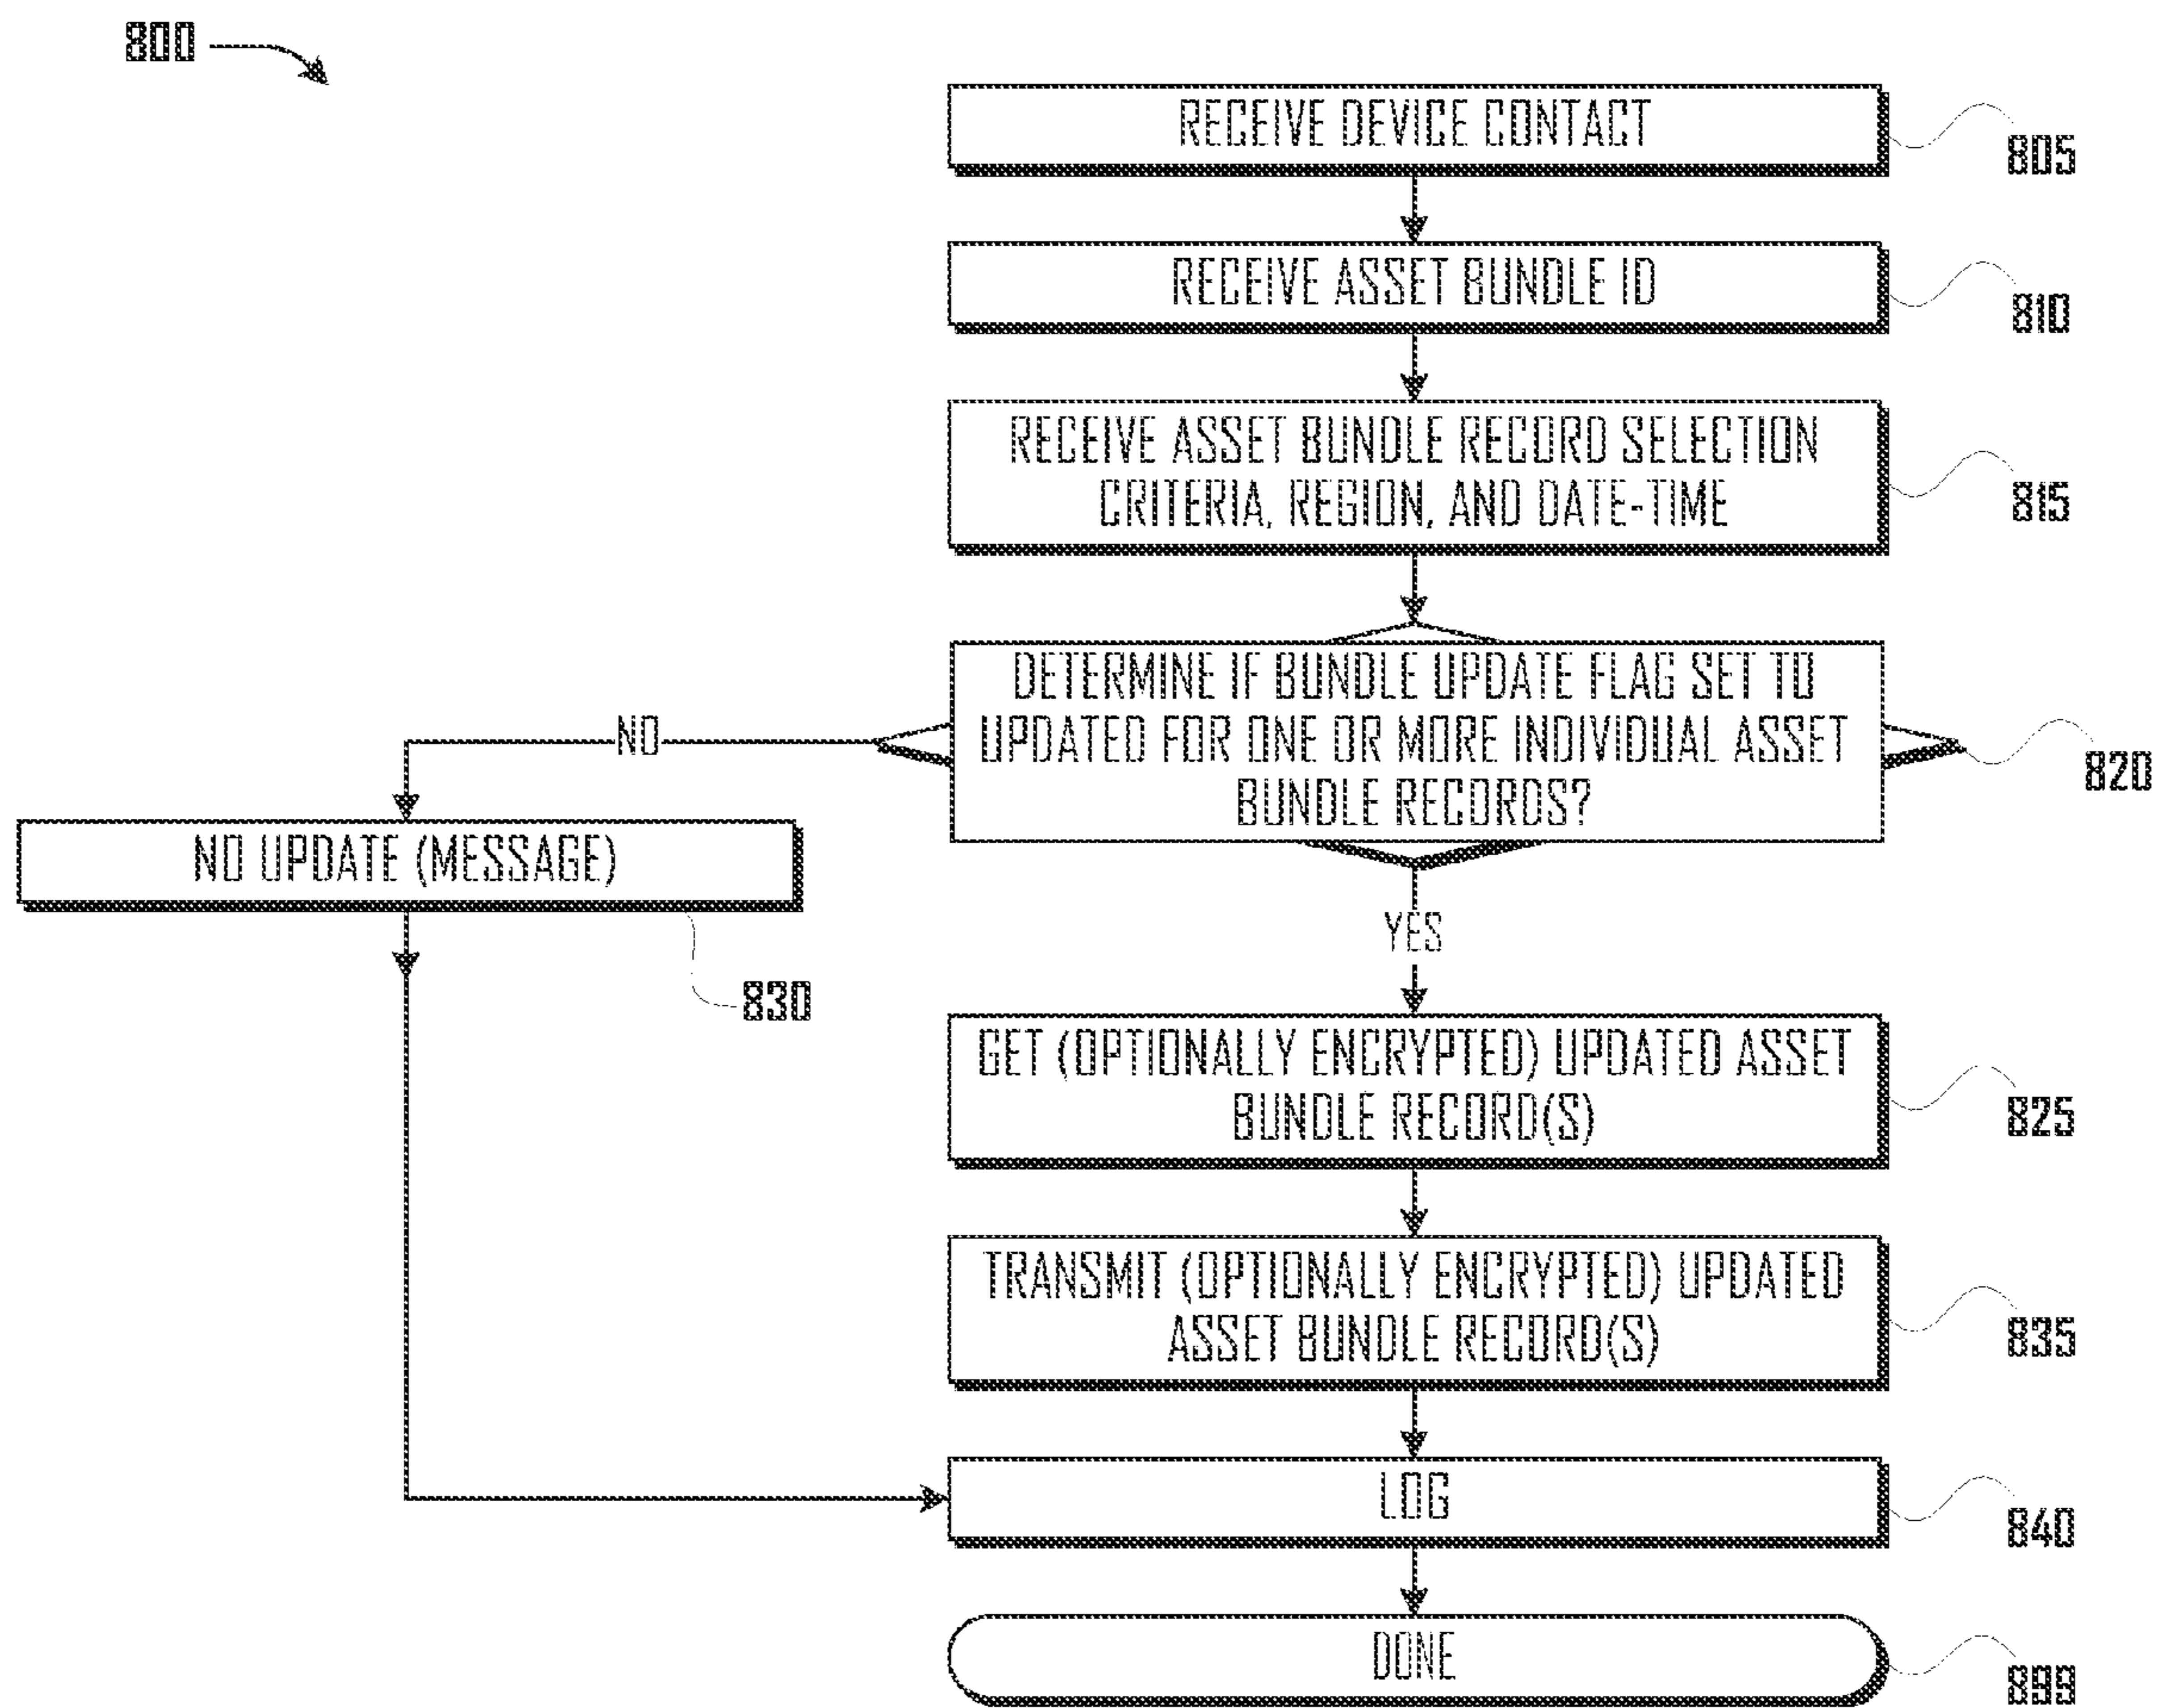 800
RECEIVE DEVICE CONTACT
805
RECEIVE ASSET BUNDLE ID
810
RECEIVE ASSET BUNDLE RECORD SELECTION
CRITERIA, REGION, AND DATE-TIME
815
DETERMINE IF BUNDLE UPDATE FLAG SET TO
UPDATED FOR ONE OR MORE INDIVIDUAL ASSET
BUNDLE RECORDS?
820
NO
NO UPDATE (MESSAGE)
830
YES
GET (OPTIONALLY ENCRYPTED) UPDATED ASSET
BUNDLE RECORD(S)
825
TRANSMIT (OPTIONALLY ENCRYPTED) UPDATED
ASSET BUNDLE RECORD(S)
835
LOG
840
DONE
899